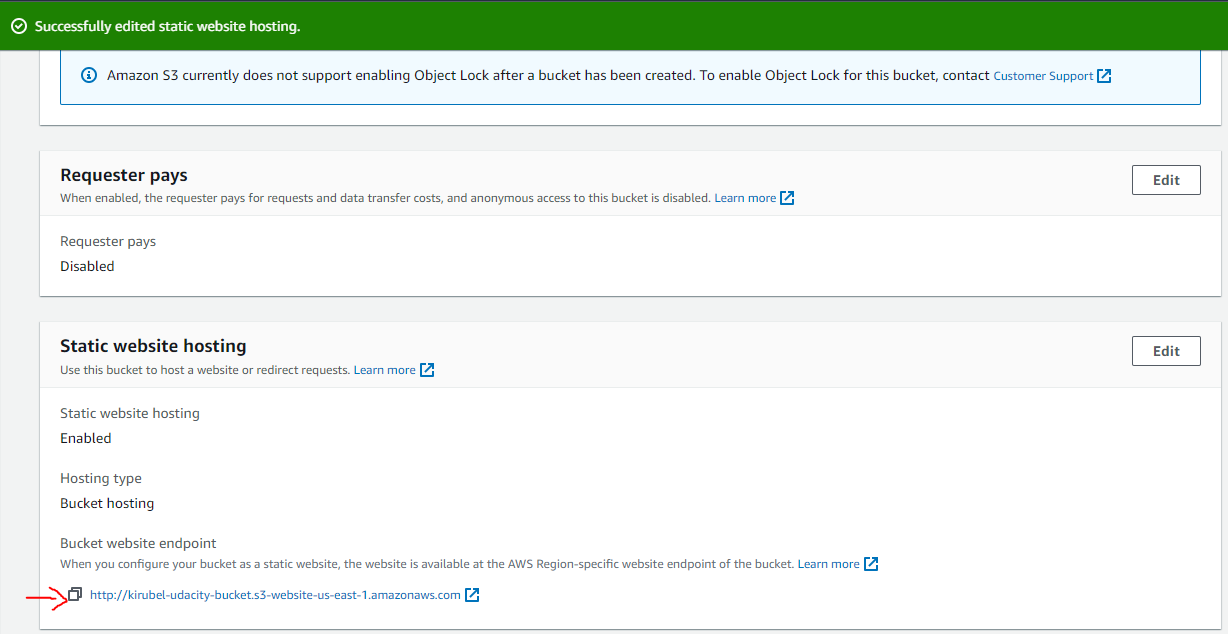 Successfully edited static website hosting.
Amazon S3 currently does not support enabling Object Lock after a bucket has been created. To enable Object Lock for this bucket, contact Customer Support
Requester pays
Edit
When enabled, the requester pays for requests and data transfer costs, and anonymous access to this bucket is disabled. Learn more
Requester pays
Disabled
Static website hosting
Edit
Use this bucket to host a website or redirect requests. Learn more
Static website hosting
Enabled
Hosting type
Bucket hosting
Bucket website endpoint
When you configure your bucket as a static website, the website is available at the AWS Region-specific website endpoint of the bucket. Learn more
http://kirubel-udacity-bucket.s3-website-us-east-1.amazonaws.com